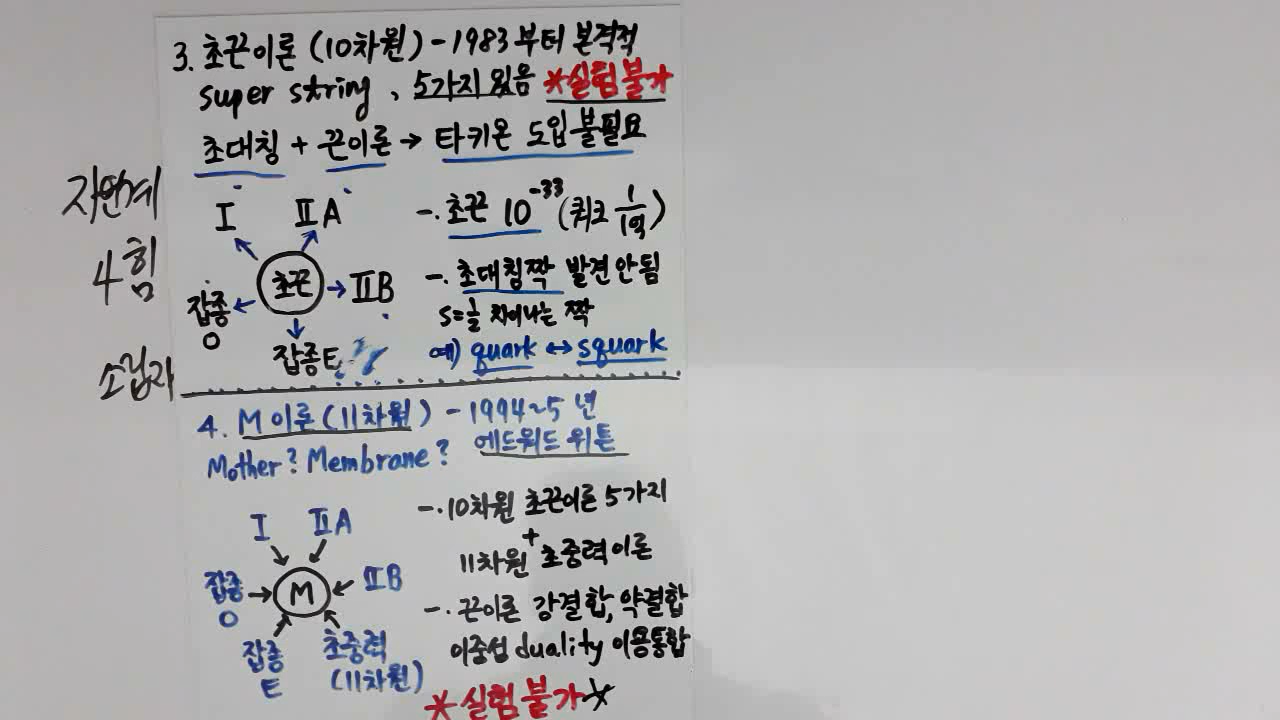 3. 초끈이론 (10차원) - 1983부터 본격적
super string, 5가지 있음 *실험불가
초대칭 + 끈이론 → 타키온 도입 불필요
자연계
4힘
소립자
I IIA
초끈 → IIB
잡종
O
잡종E
-. 초끈 10^-33 (쿼크 1/19)
-. 초대칭짝 발견 안됨
S=1/2 차이나는 짝
예) quark ↔ squark
4. M 이론 (11차원) - 1994~5 년
Mother? Membrane? 에드워드 위튼
I IIA
잡종 → M ← IIB
O
잡종
E
초중력
(11차원)
-. 10차원 초끈이론 5가지
+
11차원 초중력이론
-. 끈이론 강결합, 약결합
이중성 duality 이용통합
*실험불가*